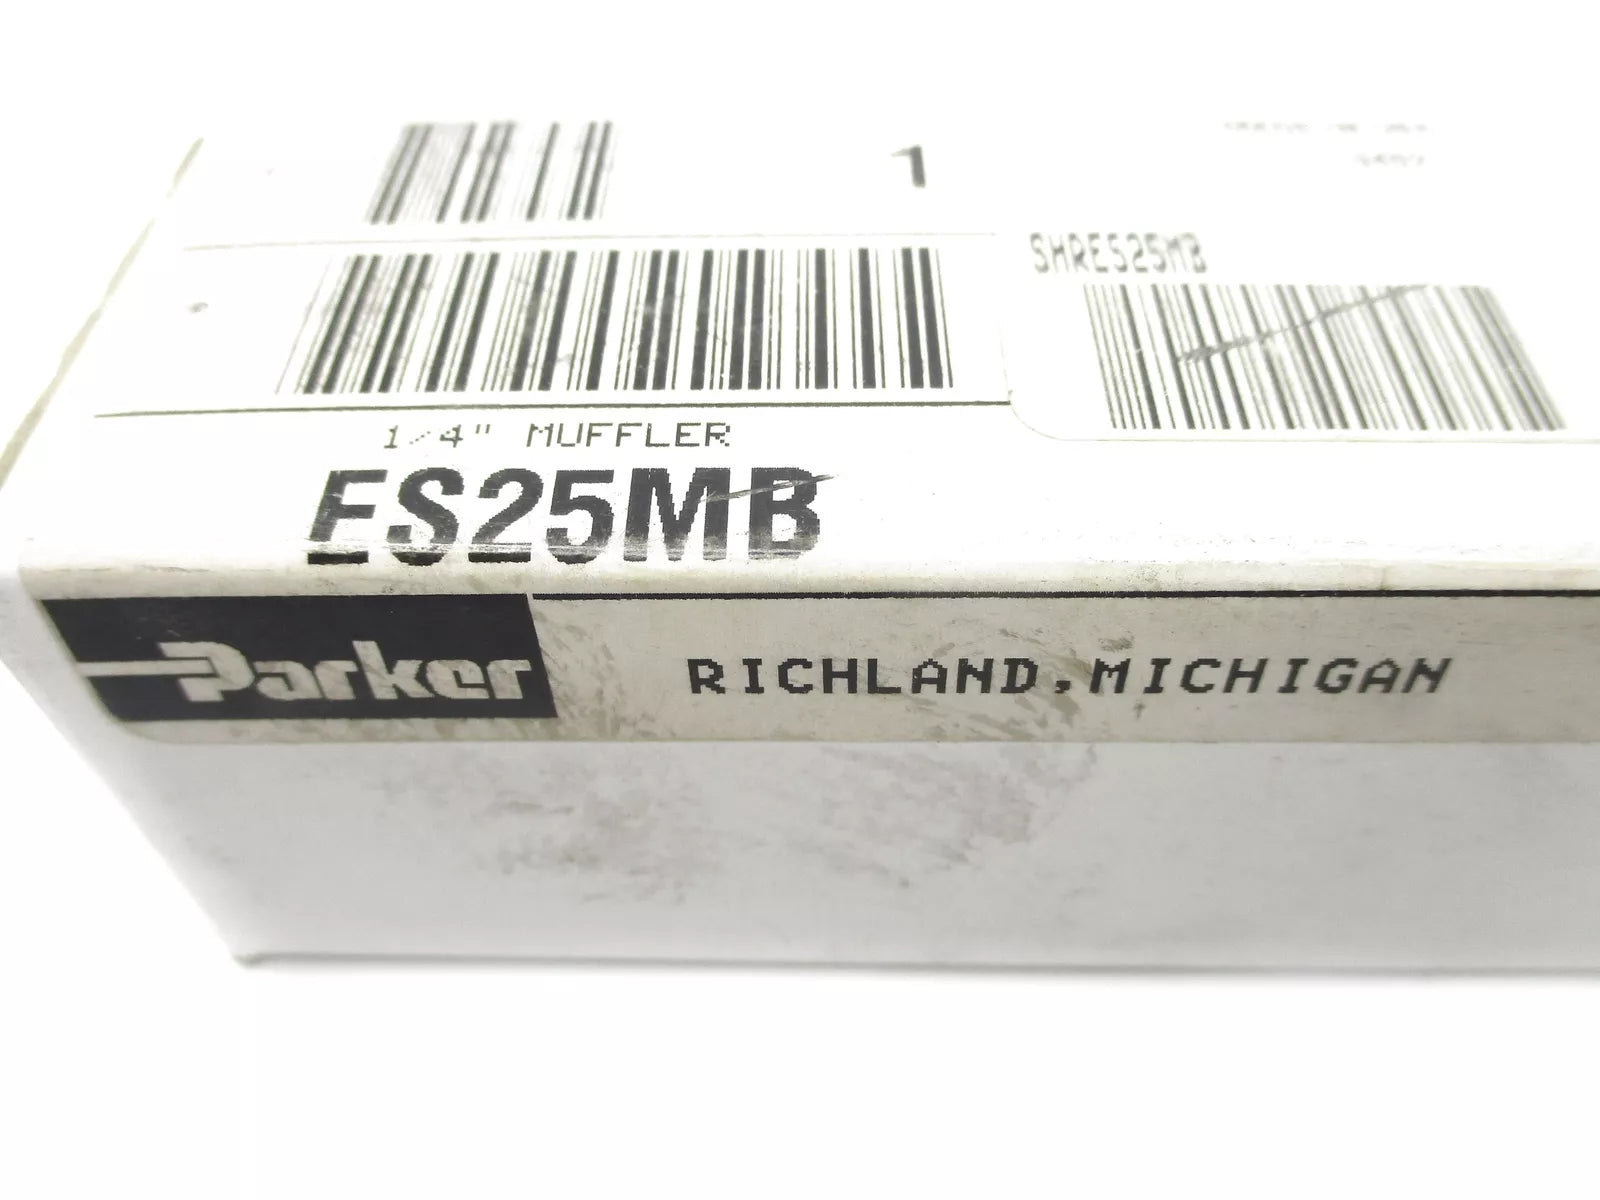 1
SHRES25MB
1/4" MUFFLER
ES25MB
Parker
RICHLAND,MICHIGAN